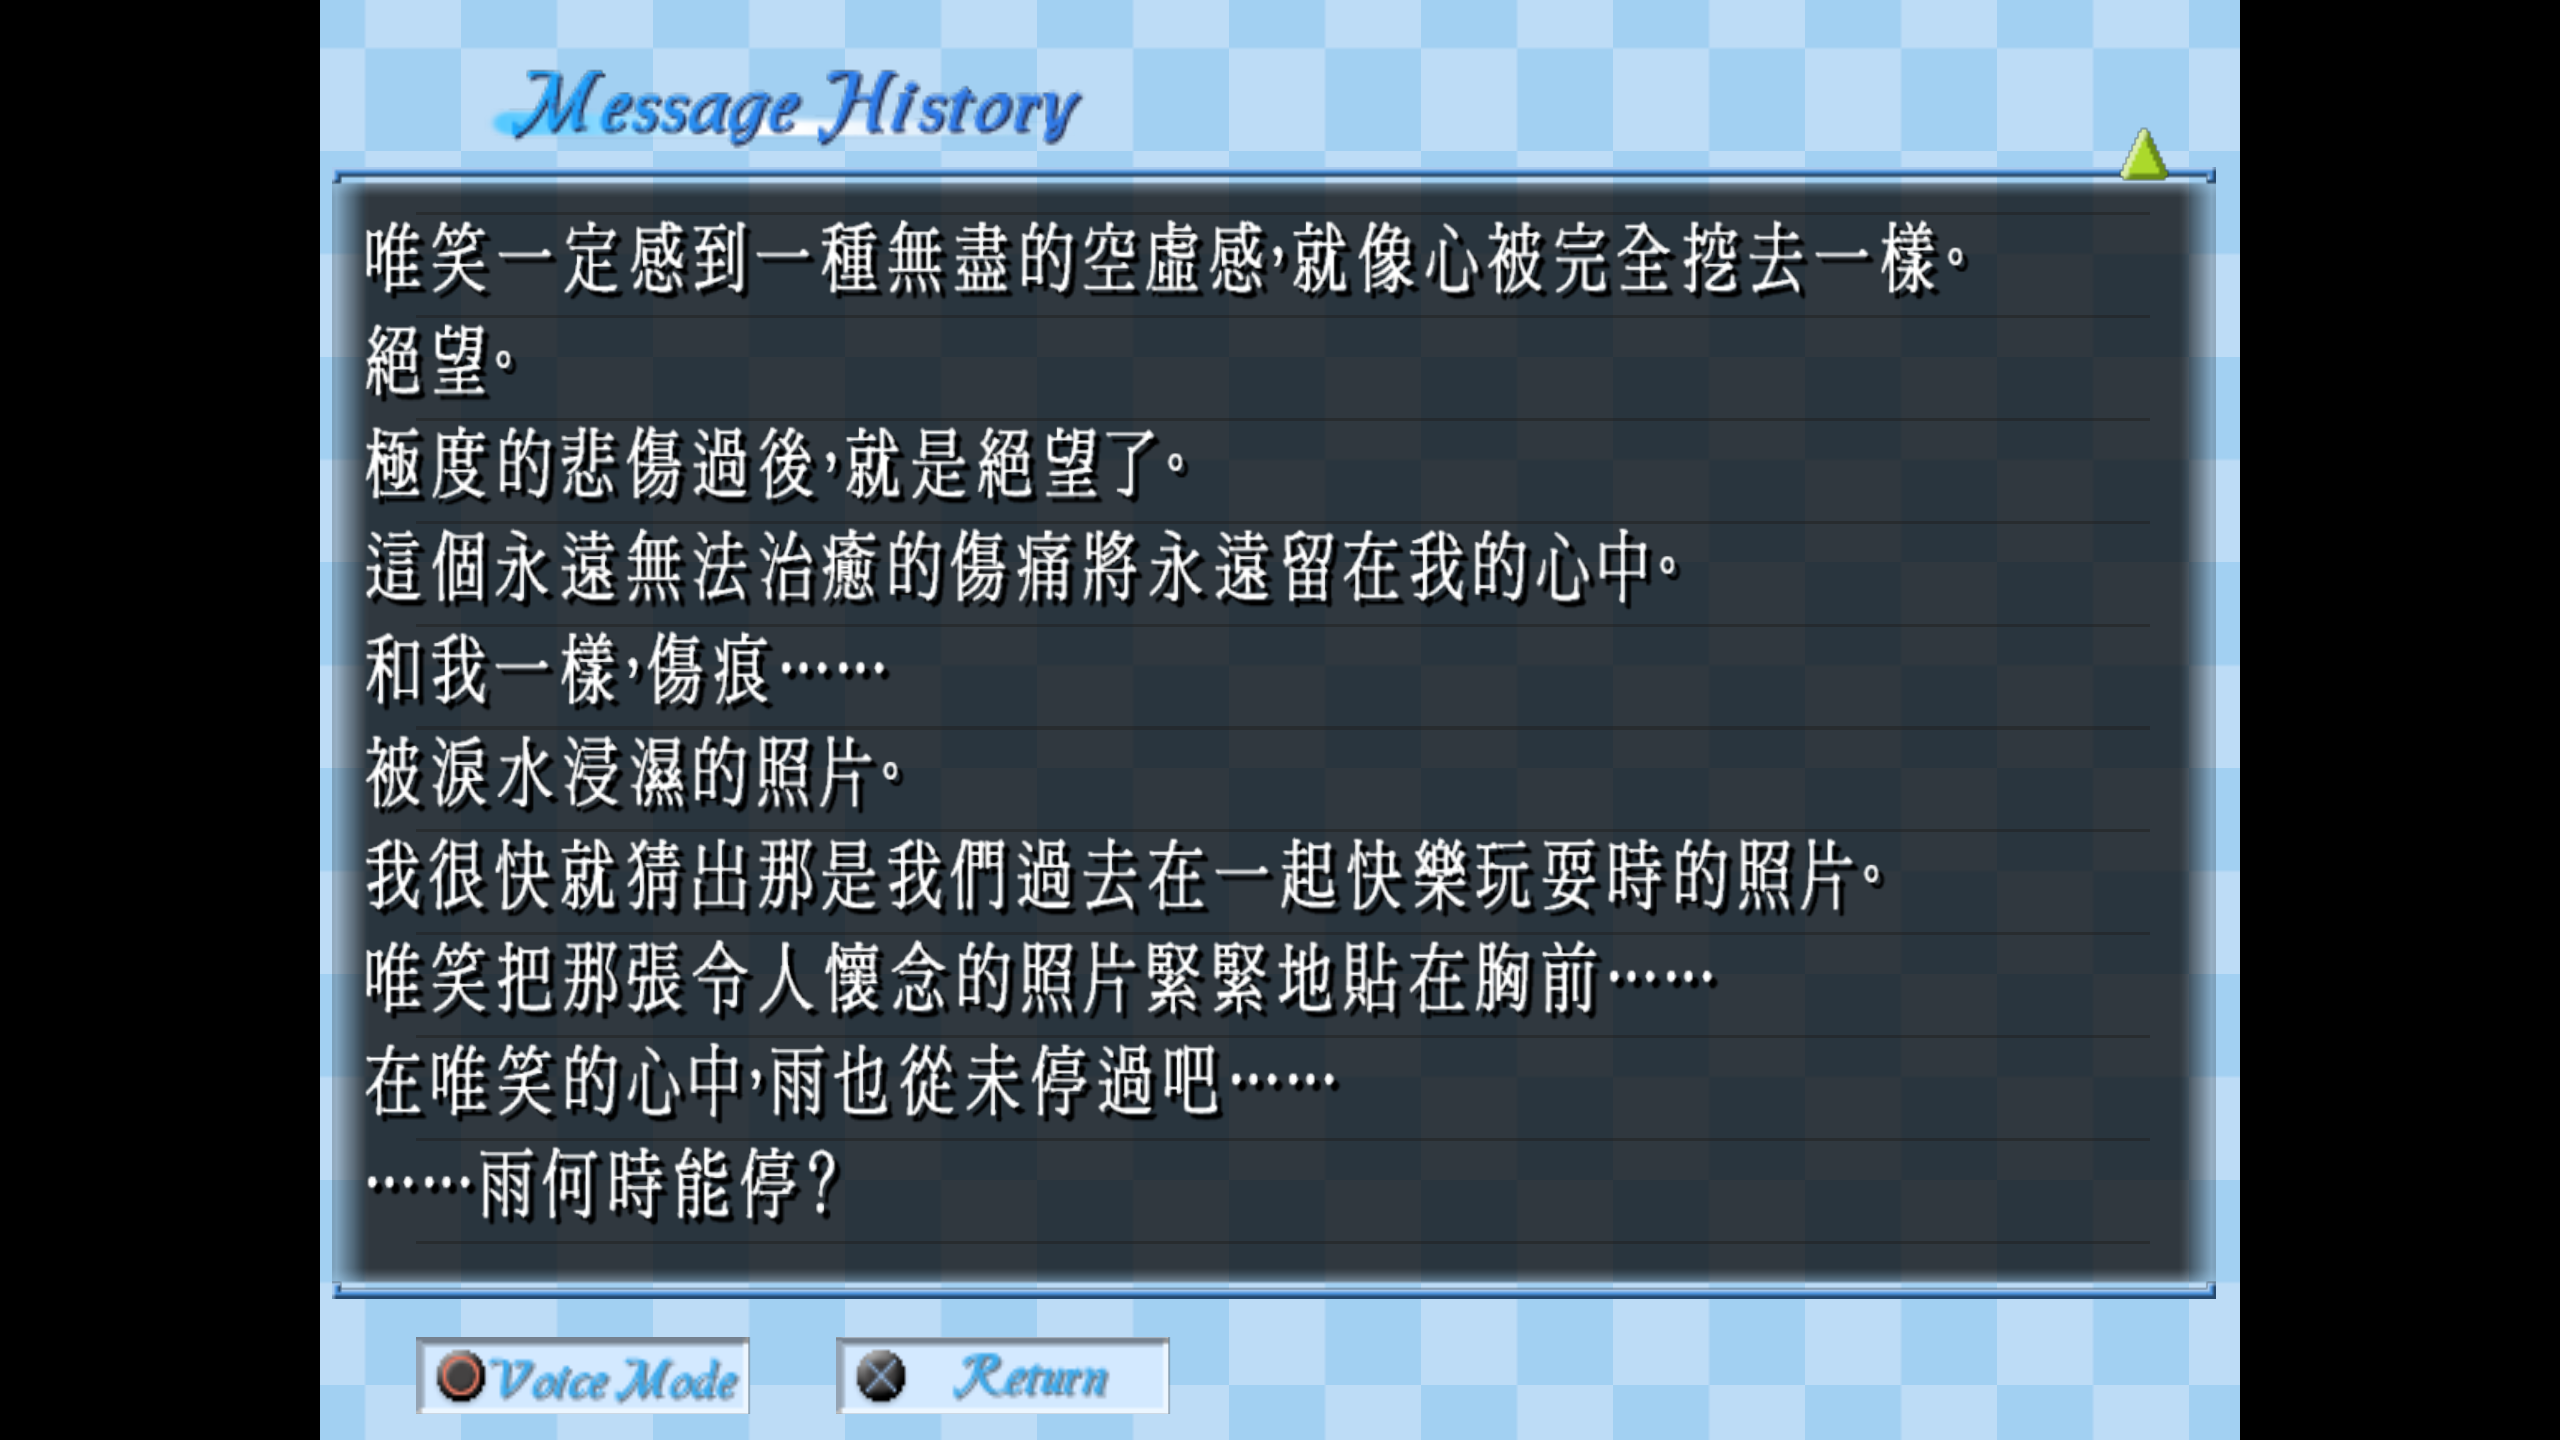 Message History
唯笑一定感到一種無盡的空虛感，就像心被完全挖去一樣。
絕望。
極度的悲傷過後，就是絕望了。
這個永遠無法治癒的傷痛將永遠留在我的心中。
和我一樣，傷痕……
被淚水浸濕的照片。
我很快就猜出那是我們過去在一起快樂玩耍時的照片。
唯笑把那張令人懷念的照片緊緊地貼在胸前……
在唯笑的心中，雨也從未停過吧……
……雨何時能停？
Voice Mode
Return